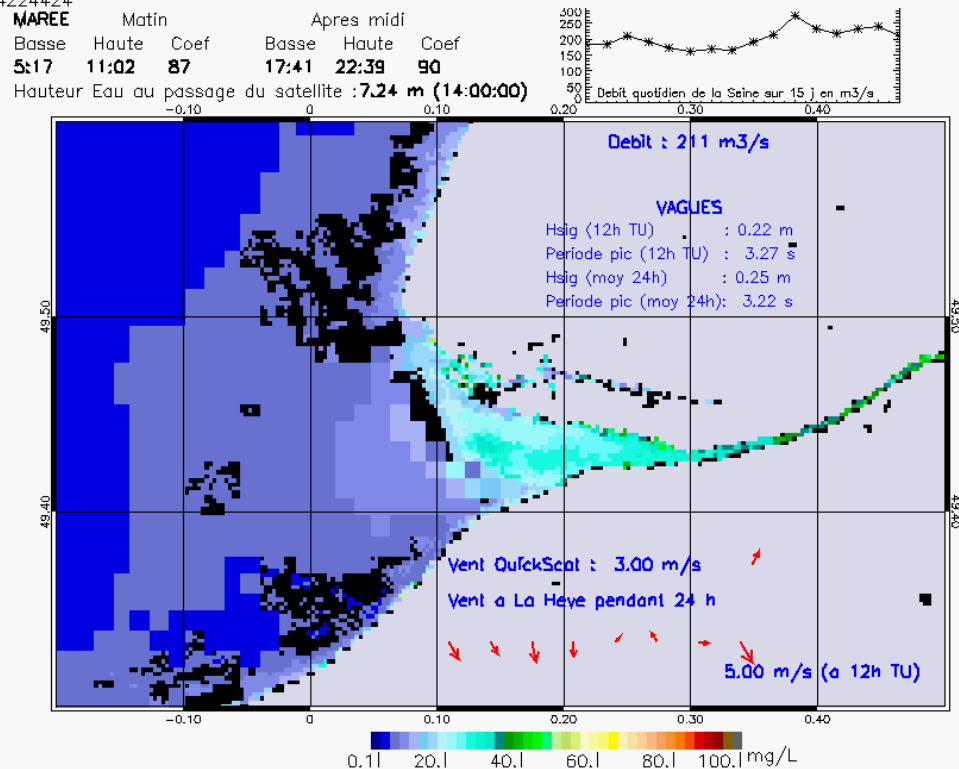 MAREE Matin Apres midi
Basse Haute Coef Basse Haute Coef
5:17 11:02 87 17:41 22:39 90
Hauteur Eau au passage du satellite :7.24 m (14:00:00)
300
250
200
150
100
50
0
Debit quotidien de la Seine sur 15 j en m3/s
-0.10 0 0.10 0.20 0.30 0.40
Debit : 211 m3/s
VAGUES
Hsig (12h TU) : 0.22 m
Periode pic (12h TU) : 3.27 s
Hsig (moy 24h) : 0.25 m
Periode pic (moy 24h): 3.22 s
49.50 49.50
49.40 49.40
Vent QuickScat : 3.00 m/s
Vent a La Heve pendant 24 h
5.00 m/s (a 12h TU)
-0.10 0 0.10 0.20 0.30 0.40
0.1| 20.| 40.| 60.| 80.| 100.| mg/L